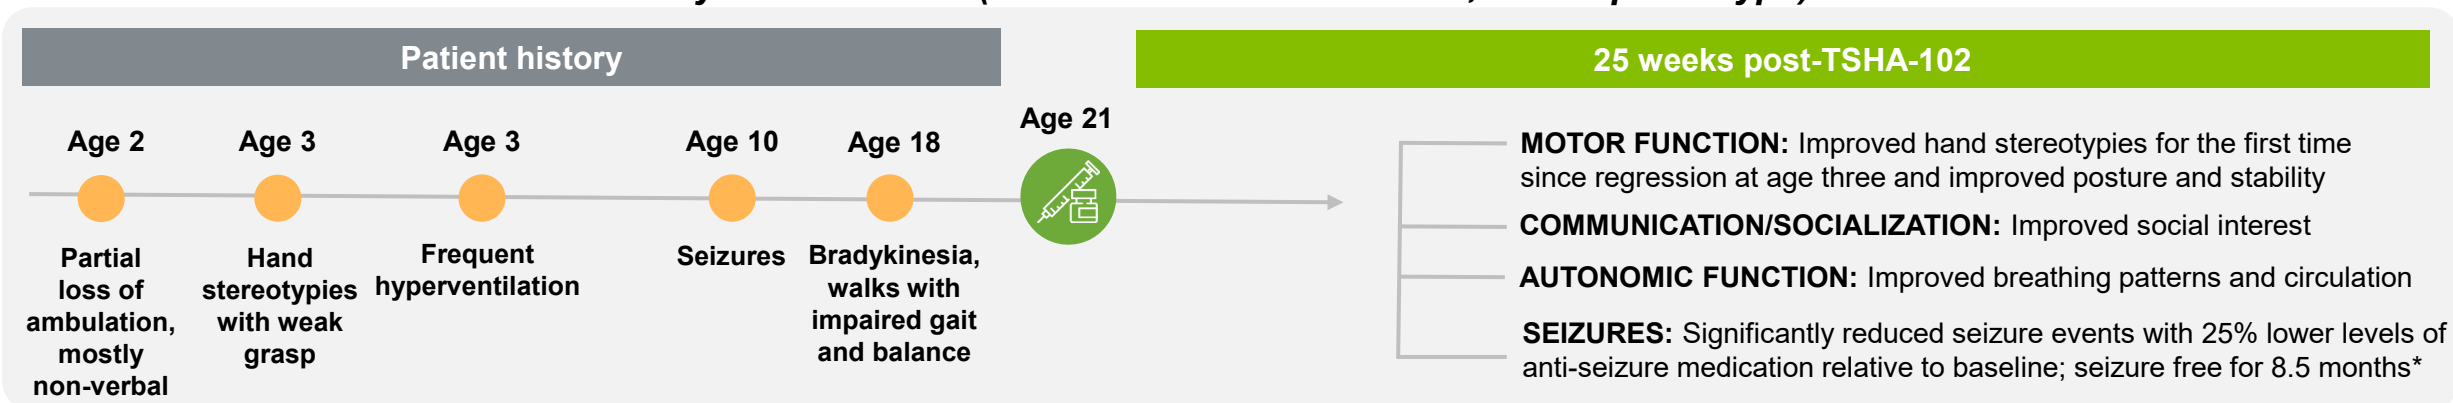 Patient history
25 weeks post-TSHA-102
Age 2
Partial
loss of
ambulation,
mostly
non-verbal
Age 3
Hand
stereotypies
with weak
grasp
Age 3
Frequent
hyperventilation
Age 10
Seizures
Age 18
Bradykinesia,
walks with
impaired gait
and balance
Age 21
MOTOR FUNCTION: Improved hand stereotypies for the first time
since regression at age three and improved posture and stability
COMMUNICATION/SOCIALIZATION: Improved social interest
AUTONOMIC FUNCTION: Improved breathing patterns and circulation
SEIZURES: Significantly reduced seizure events with 25% lower levels of
anti-seizure medication relative to baseline; seizure free for 8.5 months*